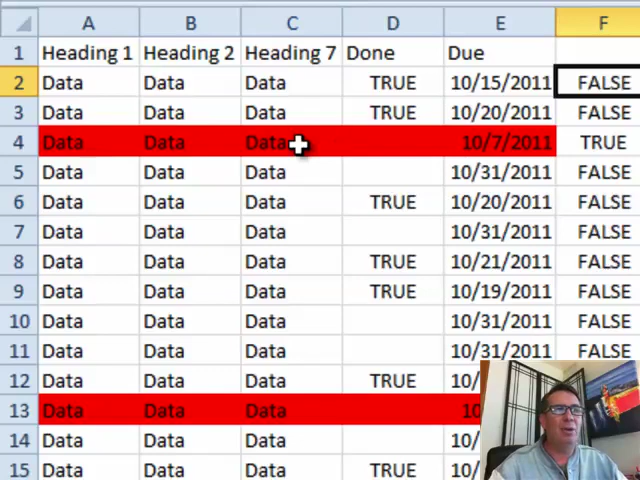 A B C D E F
1 Heading 1 Heading 2 Heading 7 Done Due
2 Data Data Data TRUE 10/15/2011 FALSE
3 Data Data Data TRUE 10/20/2011 FALSE
4 Data Data Data 10/7/2011 TRUE
5 Data Data Data 10/31/2011 FALSE
6 Data Data Data TRUE 10/20/2011 FALSE
7 Data Data Data 10/31/2011 FALSE
8 Data Data Data TRUE 10/21/2011 FALSE
9 Data Data Data TRUE 10/19/2011 FALSE
10 Data Data Data 10/31/2011 FALSE
11 Data Data Data 10/31/2011 FALSE
12 Data Data Data TRUE 10/
13 Data Data Data 10
14 Data Data Data 10/
15 Data Data Data TRUE 10/